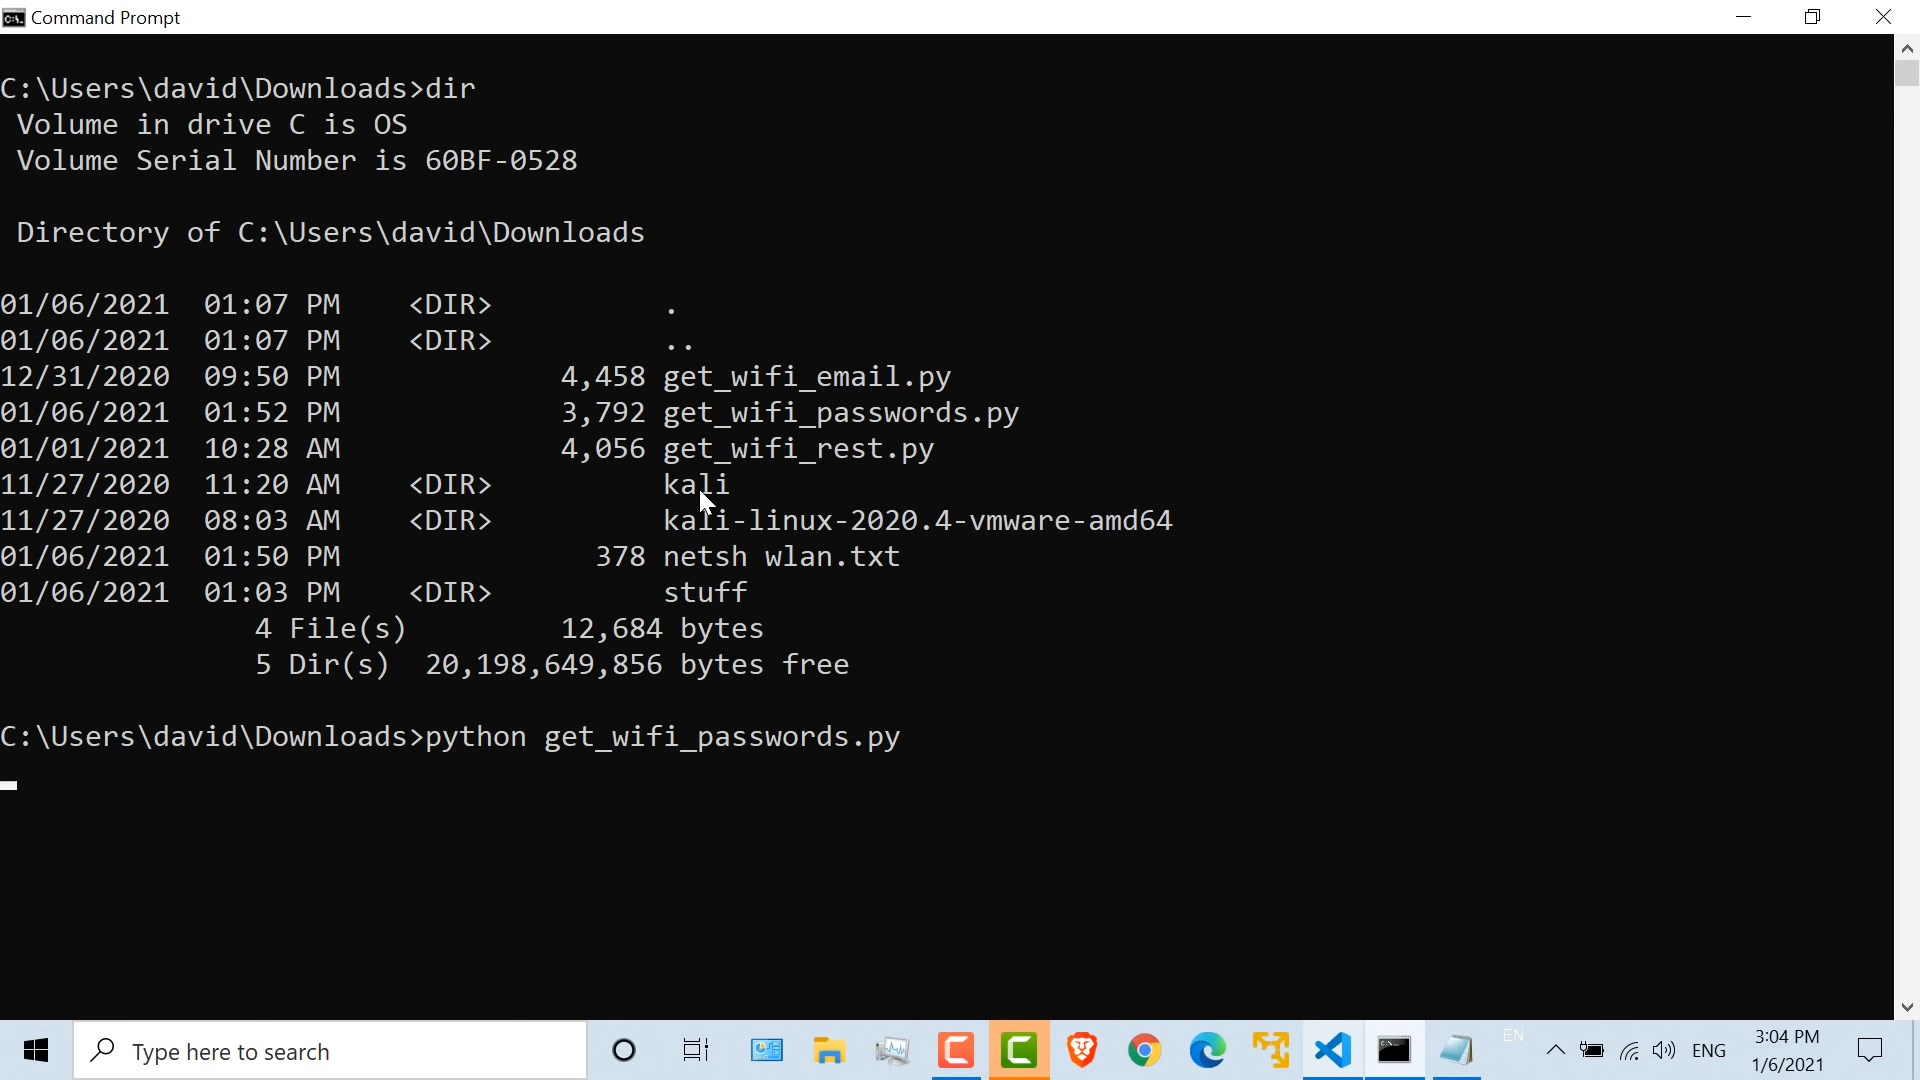 Command Prompt
C:\Users\david\Downloads>dir
 Volume in drive C is OS
 Volume Serial Number is 60BF-0528
 Directory of C:\Users\david\Downloads
01/06/2021  01:07 PM    <DIR>          .
01/06/2021  01:07 PM    <DIR>          ..
12/31/2020  09:50 PM             4,458 get_wifi_email.py
01/06/2021  01:52 PM             3,792 get_wifi_passwords.py
01/01/2021  10:28 AM             4,056 get_wifi_rest.py
11/27/2020  11:20 AM    <DIR>          kali
11/27/2020  08:03 AM    <DIR>          kali-linux-2020.4-vmware-amd64
01/06/2021  01:50 PM               378 netsh wlan.txt
01/06/2021  01:03 PM    <DIR>          stuff
               4 File(s)         12,684 bytes
               5 Dir(s)  20,198,649,856 bytes free
C:\Users\david\Downloads>python get_wifi_passwords.py
Type here to search
EN
ENG
3:04 PM
1/6/2021